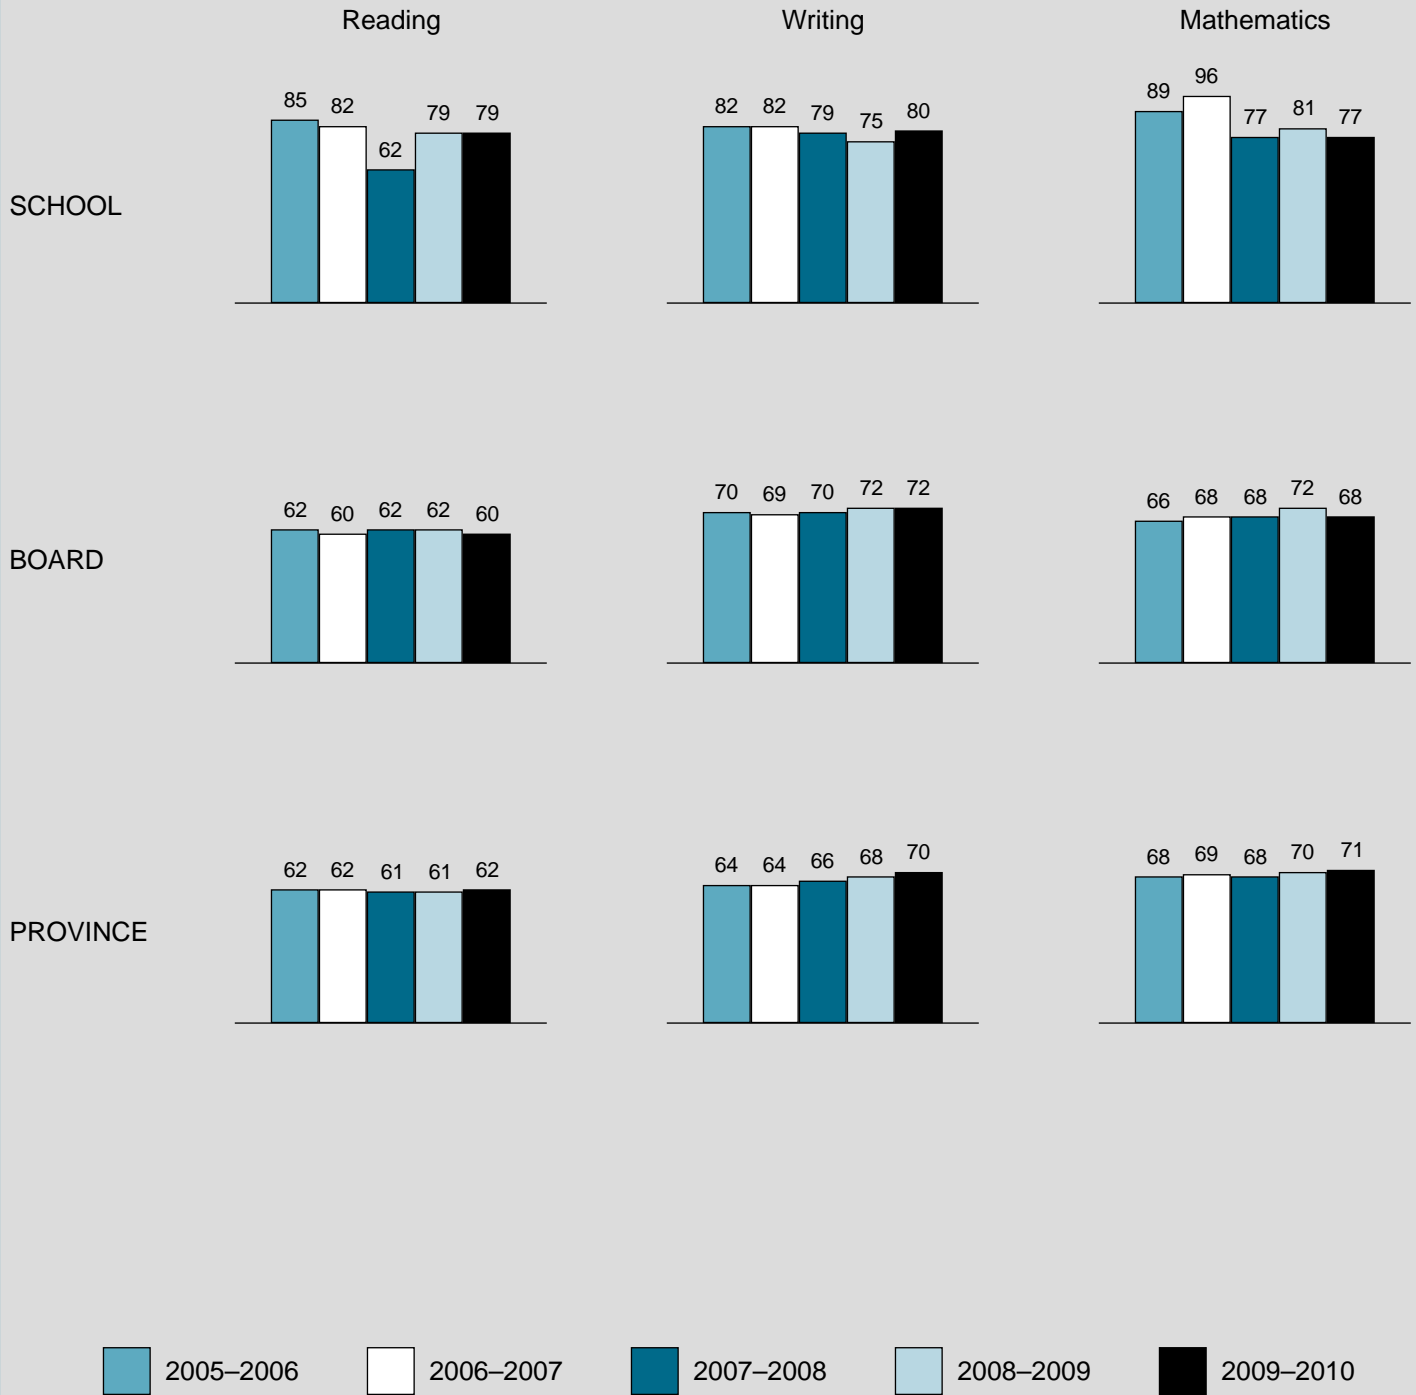 Reading Writing Mathematics
SCHOOL
85 82 62 79 79
82 82 79 75 80
89 96 77 81 77
BOARD
62 60 62 62 60
70 69 70 72 72
66 68 68 72 68
PROVINCE
62 62 61 61 62
64 64 66 68 70
68 69 68 70 71
2005–2006 2006–2007 2007–2008 2008–2009 2009–2010